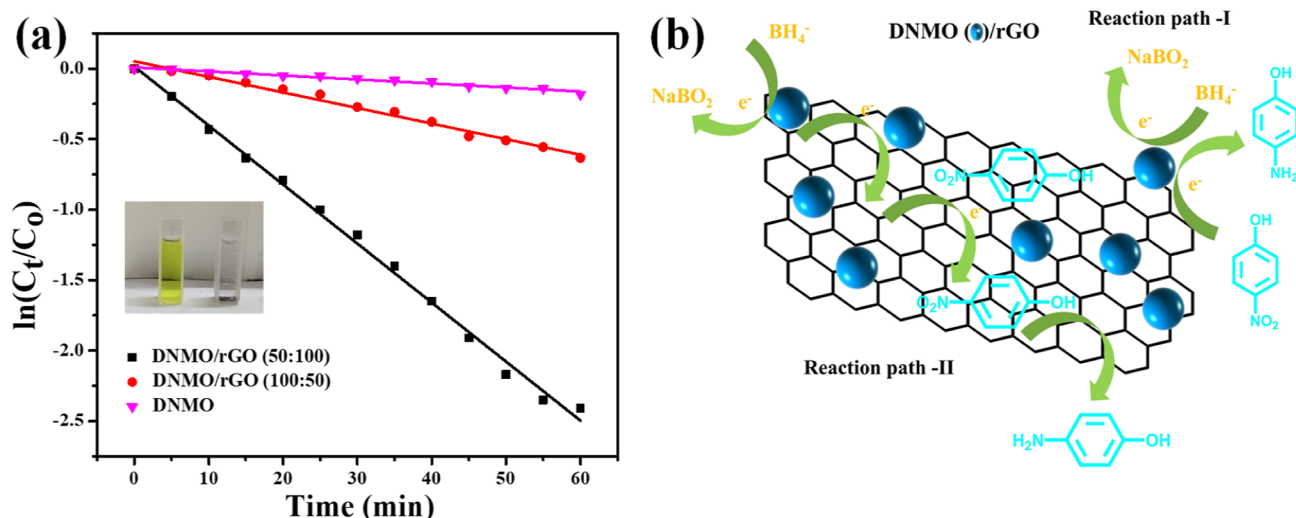 (a)
ln(Ct/Co)
0.0
-0.5
-1.0
-1.5
-2.0
-2.5
DNMO/rGO (50:100)
DNMO/rGO (100:50)
DNMO
0 10 20 30 40 50 60
Time (min)
(b)
DNMO ( )/rGO
Reaction path -I
BH₄⁻
NaBO₂
e⁻
e⁻
NaBO₂
BH₄⁻
e⁻
e⁻
OH
NH₂
O₂N
OH
e⁻
OH
NO₂
O₂N
OH
Reaction path -II
H₂N
OH